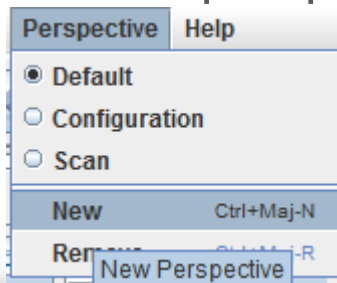 Perspective Help
Default
Configuration
Scan
New Ctrl+Maj-N
New Perspective